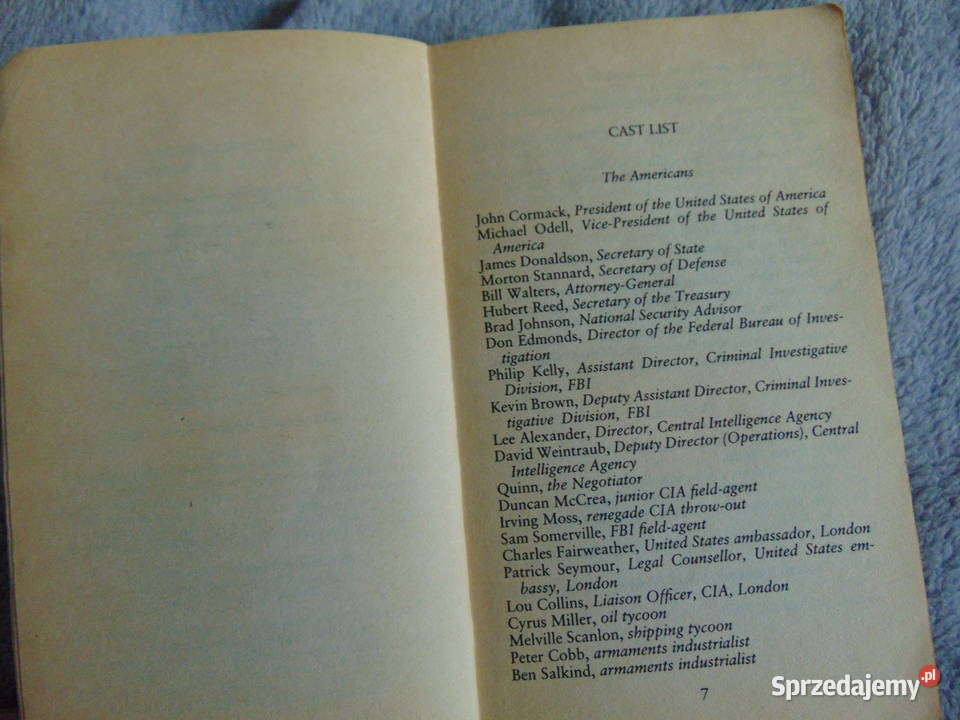 CAST LIST
The Americans
John Cormack, President of the United States of America
Michael Odell, Vice-President of the United States of
America
James Donaldson, Secretary of State
Morton Stannard, Secretary of Defense
Bill Walters, Attorney-General
Hubert Reed, Secretary of the Treasury
Brad Johnson, National Security Advisor
Don Edmonds, Director of the Federal Bureau of Inves-
tigation
Philip Kelly, Assistant Director, Criminal Investigative
Division, FBI
Kevin Brown, Deputy Assistant Director, Criminal Inves-
tigative Division, FBI
Lee Alexander, Director, Central Intelligence Agency
David Weintraub, Deputy Director (Operations), Central
Intelligence Agency
Quinn, the Negotiator
Duncan McCrea, junior CIA field-agent
Irving Moss, renegade CIA throw-out
Sam Somerville, FBI field-agent
Charles Fairweather, United States ambassador, London
Patrick Seymour, Legal Counsellor, United States em-
bassy, London
Lou Collins, Liaison Officer, CIA, London
Cyrus Miller, oil tycoon
Melville Scanlon, shipping tycoon
Peter Cobb, armaments industrialist
Ben Salkind, armaments industrialist
7
Sprzedajemy.pl